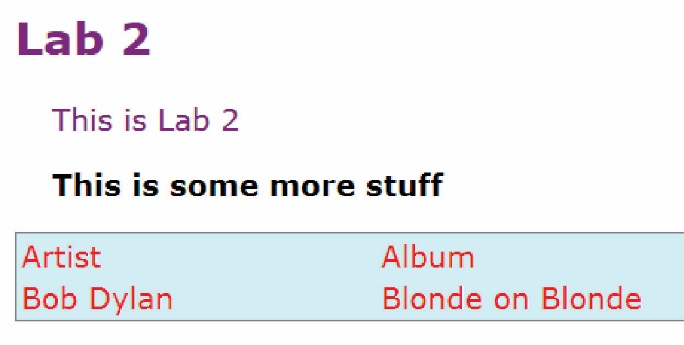 Lab 2
This is Lab 2
This is some more stuff
Artist Album
Bob Dylan Blonde on Blonde